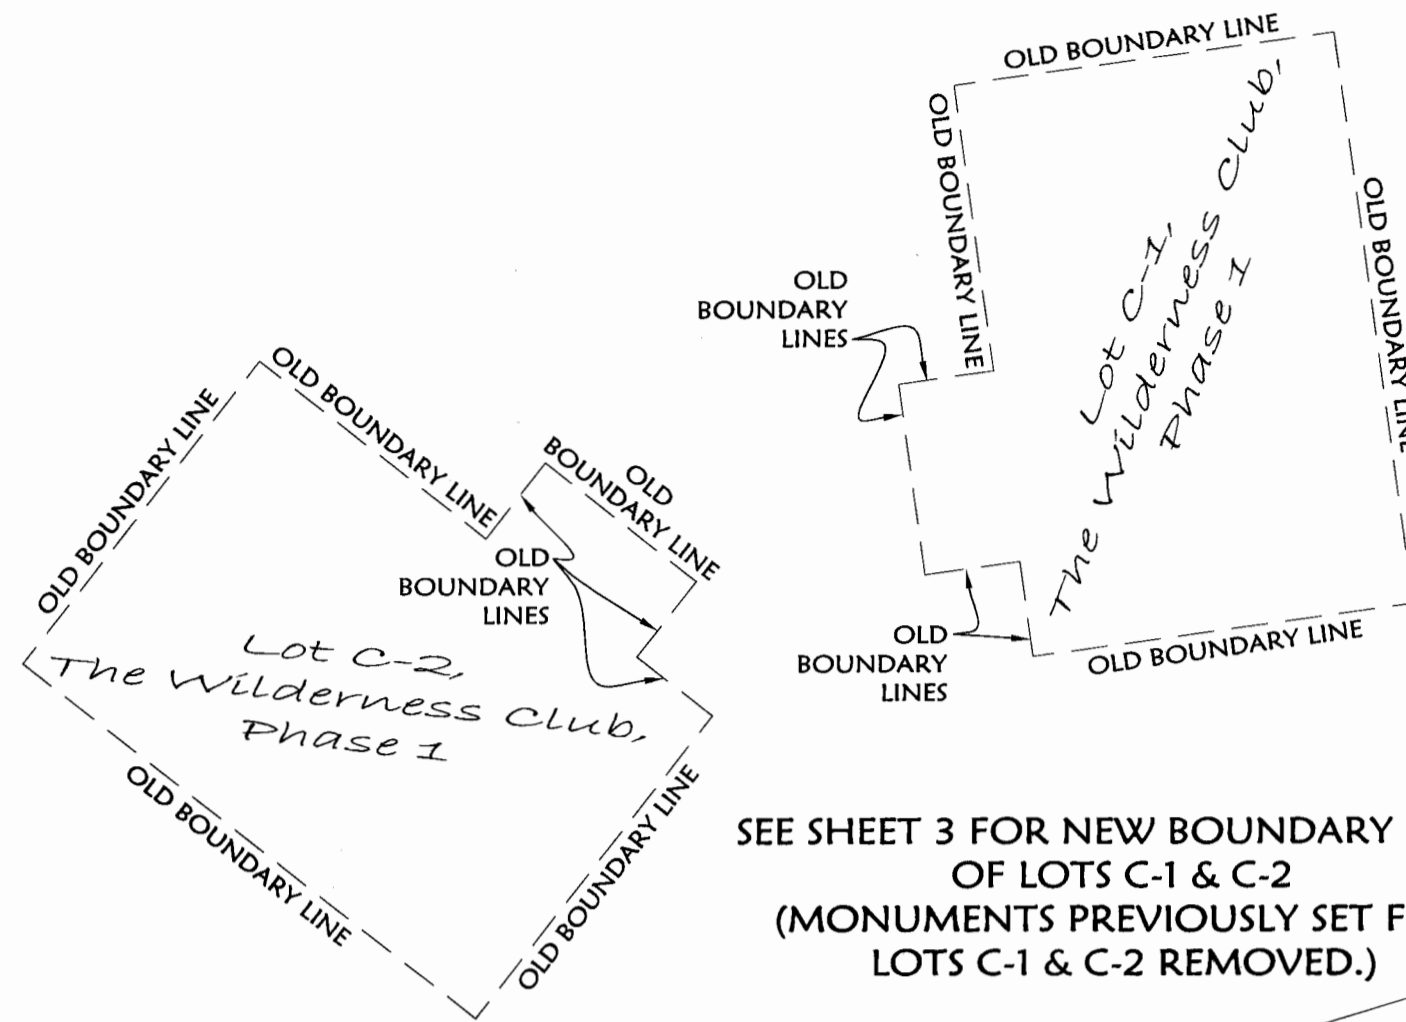 OLD BOUNDARY LINE
OLD BOUNDARY LINE
OLD BOUNDARY LINE
OLD
BOUNDARY
LINES
Lot C-1,
The Wilderness Club,
Phase 1
OLD
BOUNDARY
LINES
OLD BOUNDARY LINE
OLD BOUNDARY LINE
OLD BOUNDARY LINE
OLD
BOUNDARY LINE
OLD
BOUNDARY
LINES
Lot C-2,
The Wilderness Club,
Phase 1
OLD BOUNDARY LINE
OLD BOUNDARY LINE
SEE SHEET 3 FOR NEW BOUNDARY
OF LOTS C-1 & C-2
(MONUMENTS PREVIOUSLY SET F
LOTS C-1 & C-2 REMOVED.)